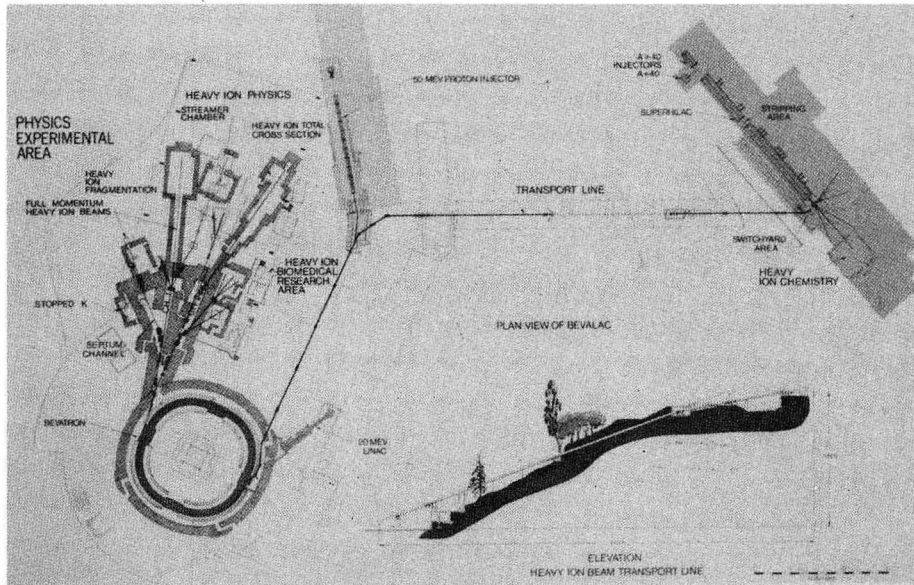 A>40
INJECTORS
A<40
50 MEV PROTON INJECTOR
HEAVY ION PHYSICS
STREAMER
CHAMBER
SUPERHILAC
STRIPPING
AREA
PHYSICS
EXPERIMENTAL
AREA
HEAVY ION TOTAL
CROSS SECTION
HEAVY
ION
FRAGMENTATION
TRANSPORT LINE
FULL MOMENTUM
HEAVY ION BEAMS
SWITCHYARD
AREA
HEAVY ION
BIOMEDICAL
RESEARCH
AREA
HEAVY
ION CHEMISTRY
STOPPED K
PLAN VIEW OF BEVALAC
SEPTUM
CHANNEL
BEVATRON
20 MEV
LINAC
ELEVATION
HEAVY ION BEAM TRANSPORT LINE